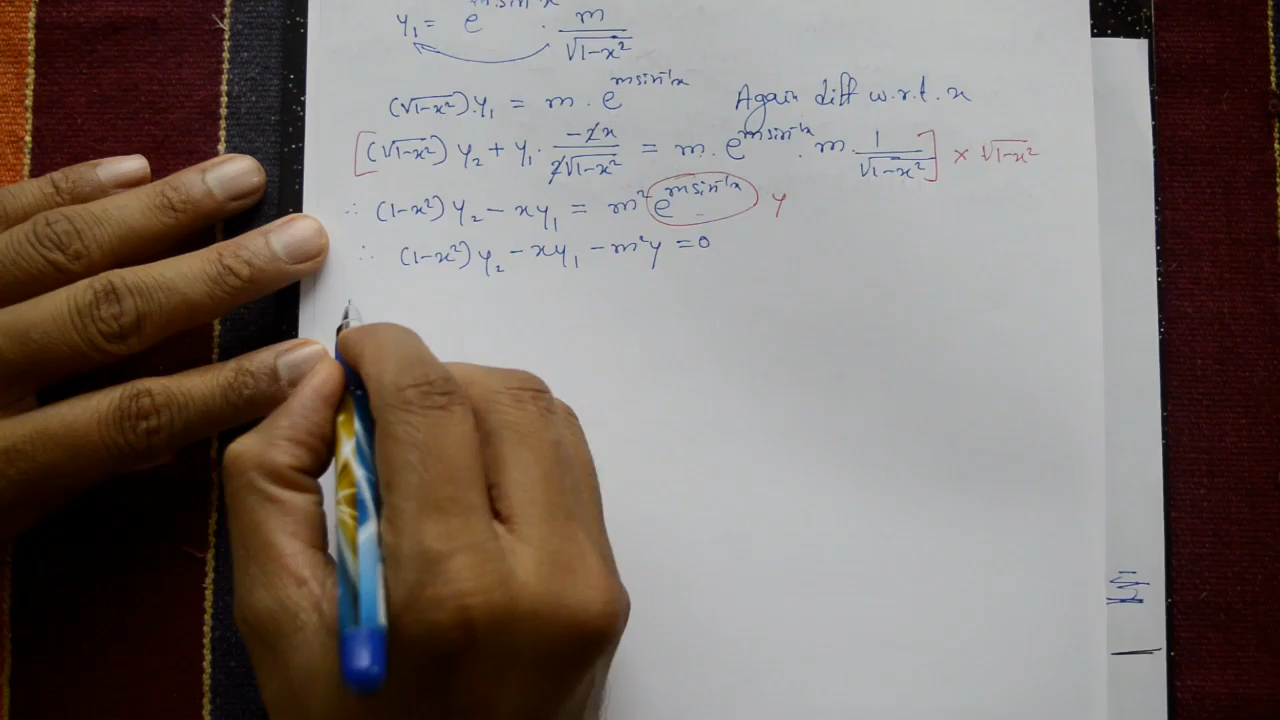 y₁ = e^{m sin⁻¹x} · m/√(1-x²)
(√(1-x²)).y₁ = m . e^{m sin⁻¹x} Again diff w.r.t. x
[(√(1-x²)) y₂ + y₁ · (-2x)/(2√(1-x²)) = m . e^{m sin⁻¹x} . m . 1/√(1-x²)] × √(1-x²)
∴ (1-x²) y₂ - xy₁ = m² e^{m sin⁻¹x} y
∴ (1-x²) y₂ - xy₁ - m²y = 0